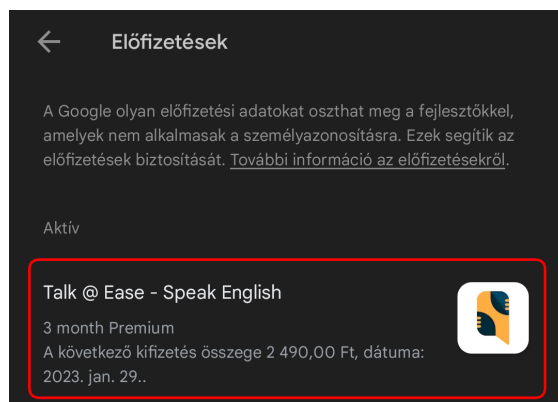 Előfizetések
A Google olyan előfizetési adatokat oszthat meg a fejlesztőkkel,
amelyek nem alkalmasak a személyazonosításra. Ezek segítik az
előfizetések biztosítását. További információ az előfizetésekről.
Aktív
Talk @ Ease - Speak English
3 month Premium
A következő kifizetés összege 2 490,00 Ft, dátuma:
2023. jan. 29..